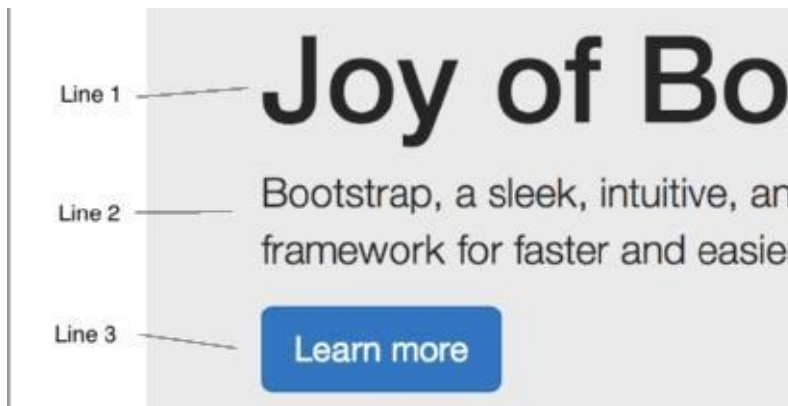 Line 1 Joy of Bo
Line 2 Bootstrap, a sleek, intuitive, an
framework for faster and easie
Line 3 Learn more